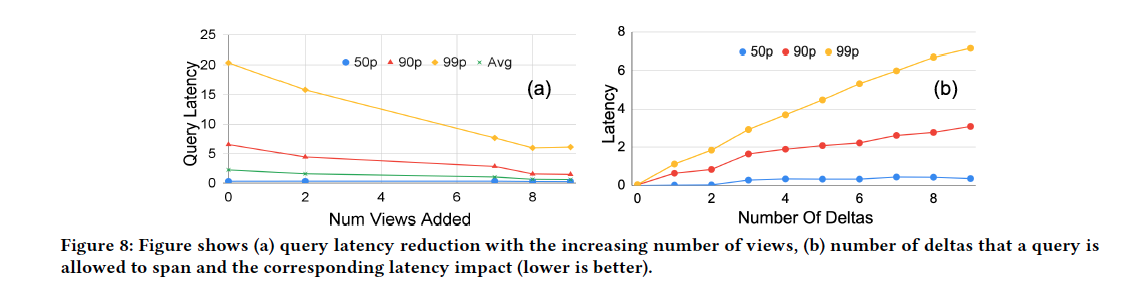 25
20
15
10
5
0
Query Latency
50p 90p 99p Avg
(a)
0 2 4 6 8
Num Views Added
8
6
4
2
0
Latency
50p 90p 99p
(b)
0 2 4 6 8
Number Of Deltas
Figure 8: Figure shows (a) query latency reduction with the increasing number of views, (b) number of deltas that a query is
allowed to span and the corresponding latency impact (lower is better).